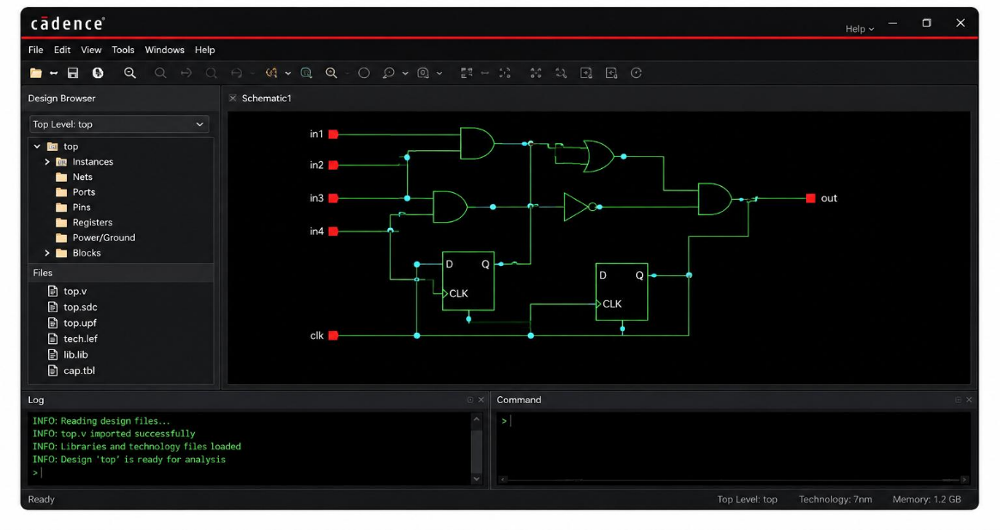 cādence
Help
File Edit View Tools Windows Help
Design Browser
Schematic1
Top Level: top
top
Instances
Nets
Ports
Pins
Registers
Power/Ground
Blocks
Files
top.v
top.sdc
top.upf
tech.lef
lib.lib
cap.tbl
in1
in2
in3
in4
clk
D Q
CLK
D Q
CLK
out
Log
INFO: Reading design files...
INFO: top.v imported successfully
INFO: Libraries and technology files loaded
INFO: Design 'top' is ready for analysis
>
Command
>
Ready
Top Level: top Technology: 7nm Memory: 1.2 GB